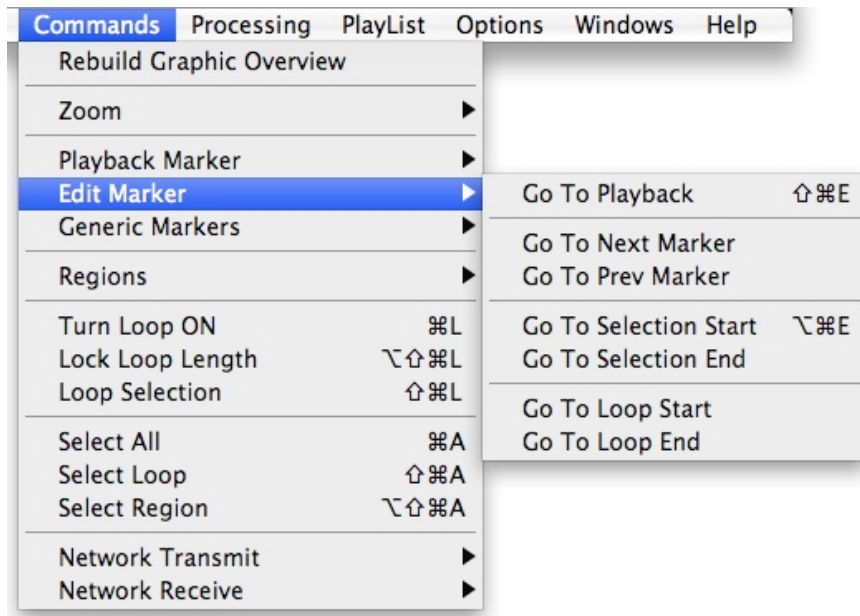 Commands Processing PlayList Options Windows Help
Rebuild Graphic Overview
Zoom
Playback Marker
Edit Marker
Generic Markers
Regions
Turn Loop ON ⌘L
Lock Loop Length ⌥⇧⌘L
Loop Selection ⇧⌘L
Select All ⌘A
Select Loop ⇧⌘A
Select Region ⌥⇧⌘A
Network Transmit
Network Receive
Go To Playback ⇧⌘E
Go To Next Marker
Go To Prev Marker
Go To Selection Start ⌥⌘E
Go To Selection End
Go To Loop Start
Go To Loop End